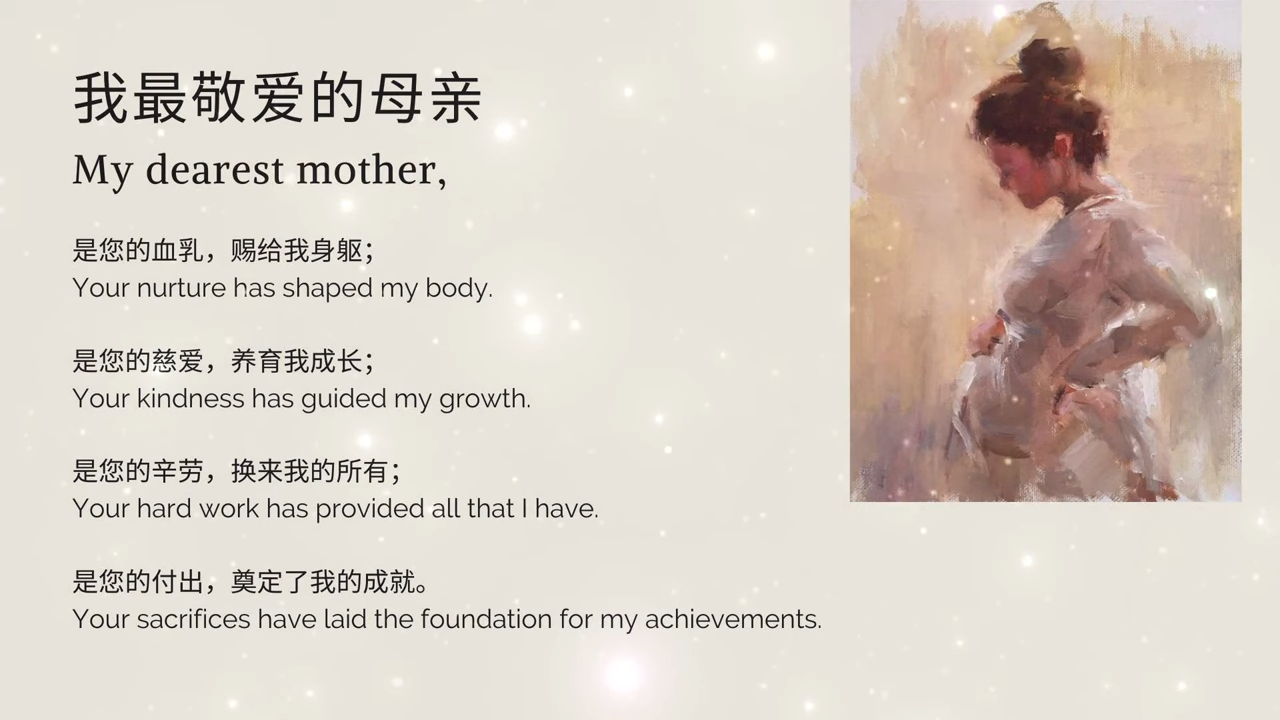 我最敬爱的母亲
My dearest mother,
是您的血乳，赐给我身躯；
Your nurture has shaped my body.
是您的慈爱，养育我成长；
Your kindness has guided my growth.
是您的辛劳，换来我的所有；
Your hard work has provided all that I have.
是您的付出，奠定了我的成就。
Your sacrifices have laid the foundation for my achievements.